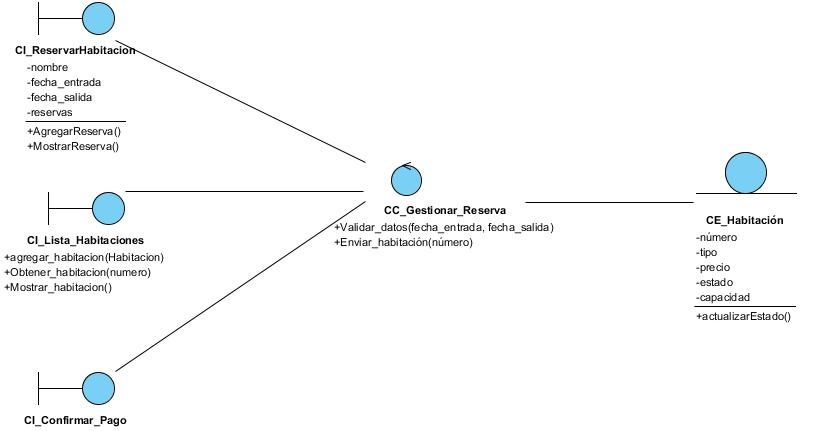 CI_ReservarHabitacion
-nombre
-fecha_entrada
-fecha_salida
-reservas
+AgregarReserva()
+MostrarReserva()
CI_Lista_Habitaciones
+agregar_habitacion(Habitacion)
+Obtener_habitacion(numero)
+Mostrar_habitacion()
CI_Confirmar_Pago
CC_Gestionar_Reserva
+Validar_datos(fecha_entrada, fecha_salida)
+Enviar_habitación(número)
CE_Habitación
-número
-tipo
-precio
-estado
-capacidad
+actualizarEstado()